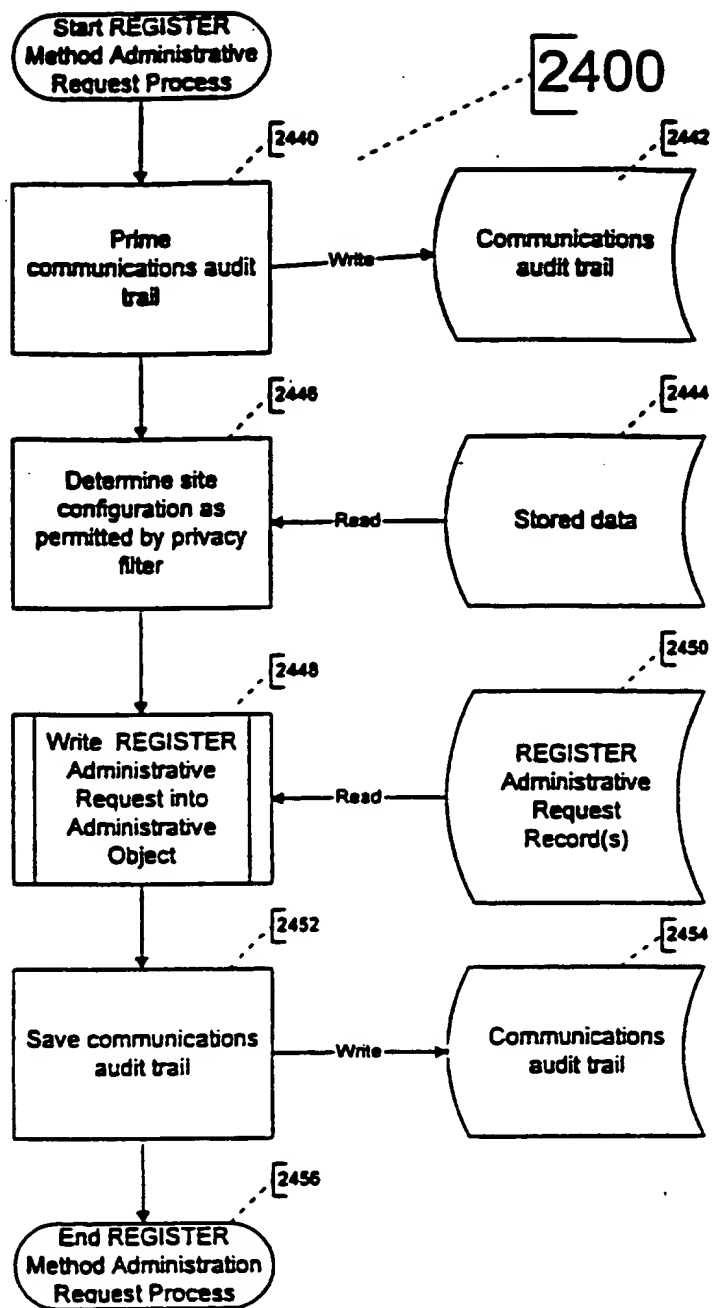 Start REGISTER
Method Administrative
Request Process
2400
2440
2442
Prime
communications audit
trail
Write
Communications
audit trail
2446
2444
Determine site
configuration as
permitted by privacy
filter
Read
Stored data
2448
2450
Write REGISTER
Administrative
Request into
Administrative
Object
Read
REGISTER
Administrative
Request
Record(s)
2452
2454
Save communications
audit trail
Write
Communications
audit trail
2456
End REGISTER
Method Administration
Request Process